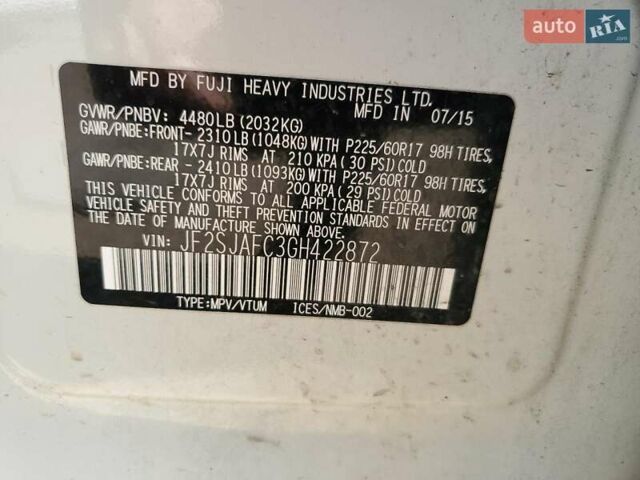 auto RIA
.com
MFD BY FUJI HEAVY INDUSTRIES LTD.
MFD IN 07/15
GVWR/PNBV: 4480LB(2032KG)
GAWR/PNBE:FRONT- 2310LB(1048KG)WITH P225/60R17 98H TIRES,
17X7J RIMS AT 210 KPA( 30 PSI)COLD
GAWR/PNBE:REAR - 2410LB(1093KG)WITH P225/60R17 98H TIRES,
17X7J RIMS AT 200 KPA( 29 PSI)COLD
THIS VEHICLE CONFORMS TO ALL APPLICABLE FEDERAL MOTOR
VEHICLE SAFETY AND THEFT PREVENTION STANDARDS IN EFFECT ON
THE DATE OF MANUFACTURE SHOWN ABOVE.
VIN: JF2SJAFC3GH422872
TYPE:MPV/VTUM ICES/NMB-002